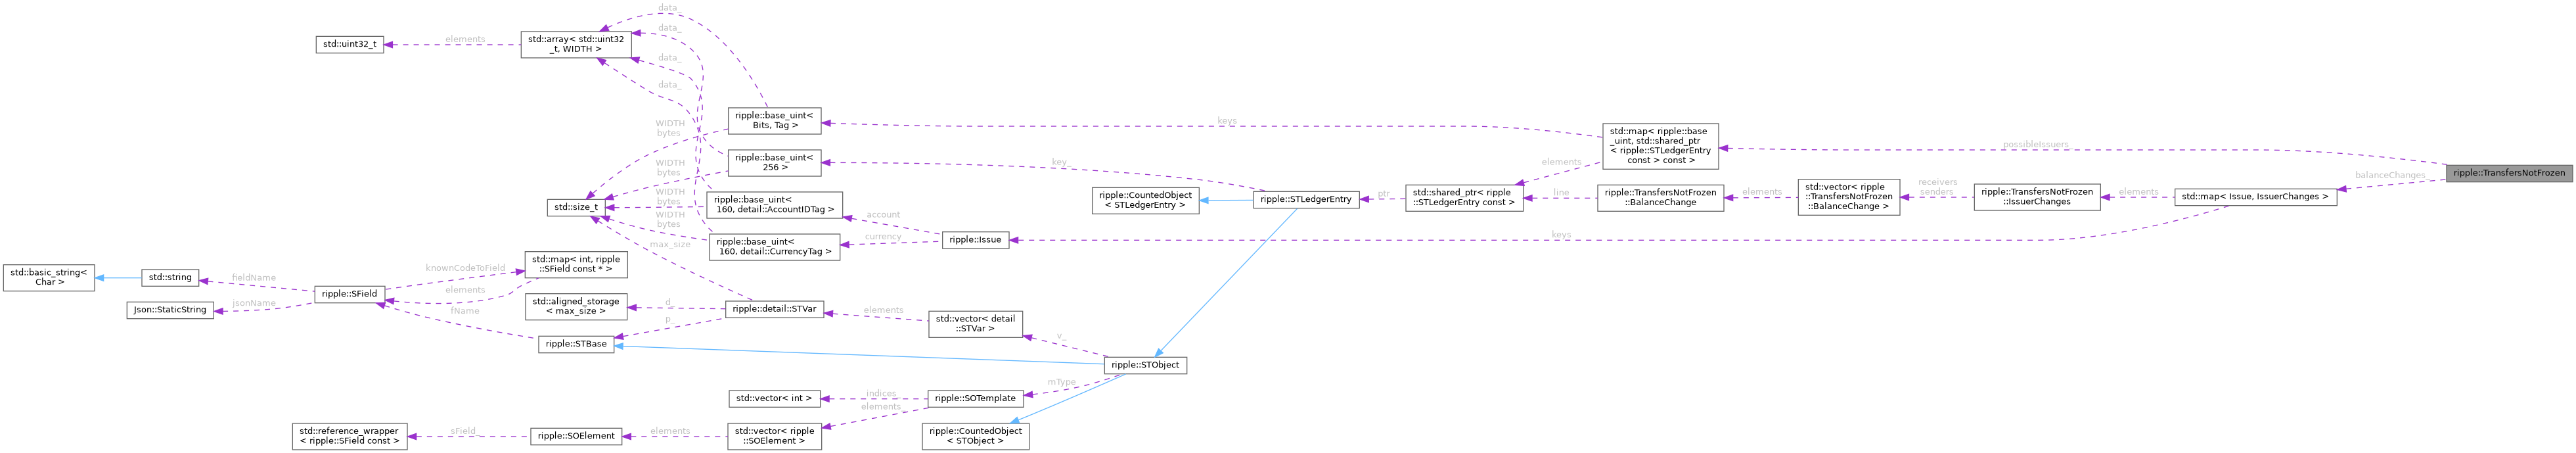 data_
data_
std::uint32_t
elements
std::array< std::uint32
_t, WIDTH >
data_
data_
ripple::base_uint<
Bits, Tag >
WIDTH
bytes
keys
std::map< ripple::base
_uint, std::shared_ptr
< ripple::STLedgerEntry
const > const >
possibleIssuers_
ripple::base_uint<
256 >
WIDTH
bytes
key_
elements
ripple::TransfersNotFrozen
balanceChanges_
std::size_t
WIDTH
bytes
ripple::base_uint<
160, detail::AccountIDTag >
ripple::CountedObject
< STLedgerEntry >
ripple::STLedgerEntry
ptr
std::shared_ptr< ripple
::STLedgerEntry const >
line
ripple::TransfersNotFrozen
::BalanceChange
elements
std::vector< ripple
::TransfersNotFrozen
::BalanceChange >
receivers
senders
ripple::TransfersNotFrozen
::IssuerChanges
elements
std::map< Issue, IssuerChanges >
WIDTH
bytes
account
currency
ripple::Issue
keys
ripple::base_uint<
160, detail::CurrencyTag >
max_size
std::basic_string<
Char >
std::string
fieldName
jsonName
Json::StaticString
ripple::SField
knownCodeToField
elements
fName
std::map< int, ripple
::SField const * >
std::aligned_storage
< max_size >
d_
p_
ripple::detail::STVar
elements
std::vector< detail
::STVar >
v_
ripple::STBase
ripple::STObject
mType
std::vector< int >
indices_
elements_
ripple::SOTemplate
std::reference_wrapper
< ripple::SField const >
sField_
ripple::SOElement
elements
std::vector< ripple
::SOElement >
ripple::CountedObject
< STObject >